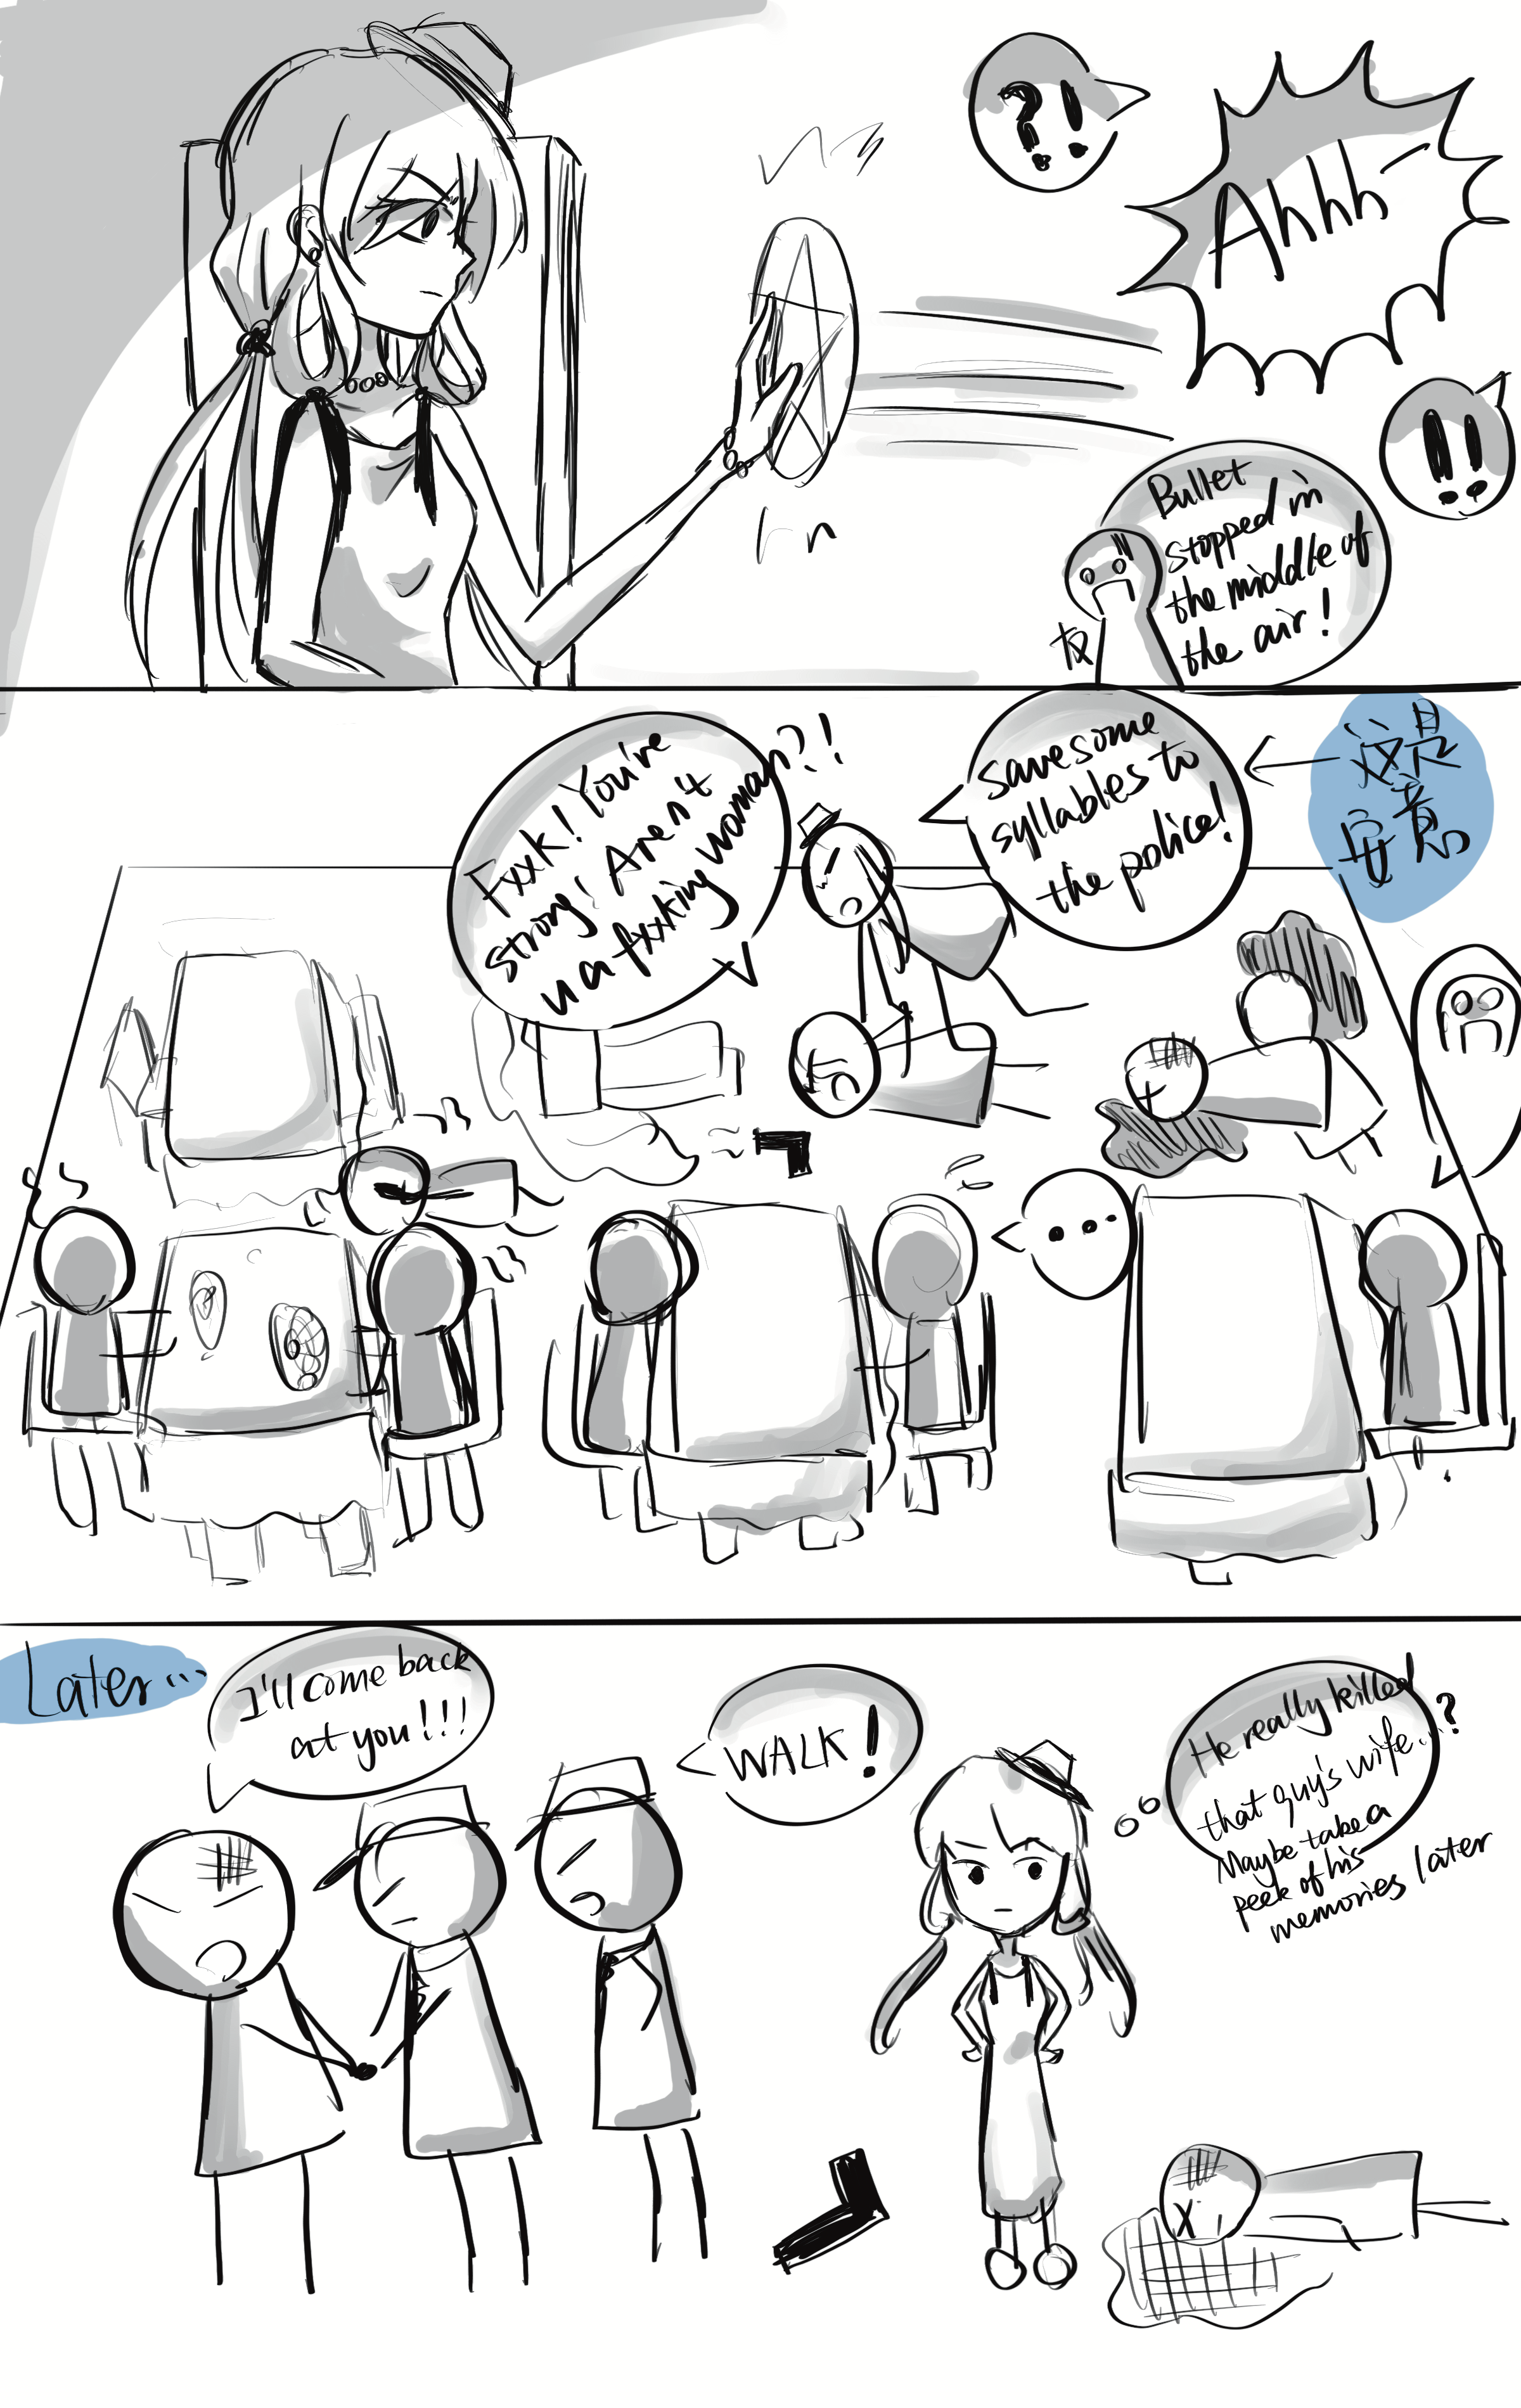 ?!
Ahhh—
!!
Bullet
stopped in
the middle of
the air!
友
Fxxk! You're
strong! Aren't
u a fxxking woman?!
save some
syllables to
the police!
这是
安意
...
Later...
I'll come back
at you!!!
WALK!
He really killed
that guy's wife...?
Maybe take a
peek of his
memories later